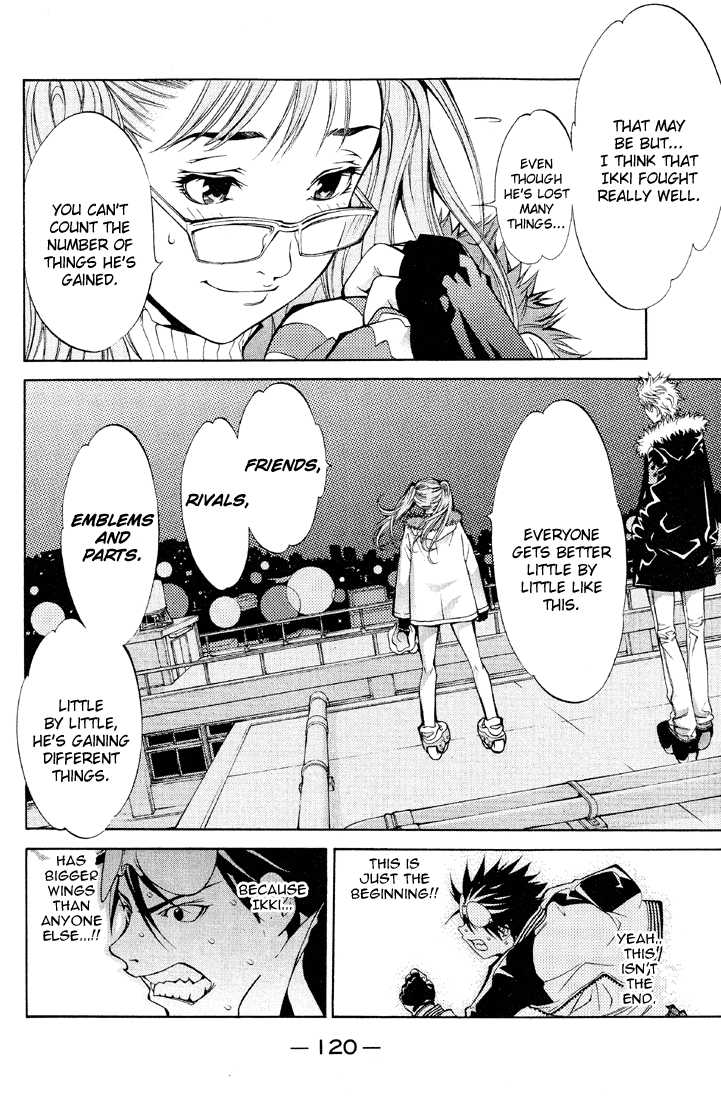 THAT MAY
BE BUT...
I THINK THAT
IKKI FOUGHT
REALLY WELL.
EVEN
THOUGH
HE'S LOST
MANY
THINGS...
YOU CAN'T
COUNT THE
NUMBER OF
THINGS HE'S
GAINED.
EVERYONE
GETS BETTER
LITTLE BY
LITTLE LIKE
THIS.
FRIENDS,
RIVALS,
EMBLEMS
AND
PARTS.
LITTLE
BY LITTLE,
HE'S GAINING
DIFFERENT
THINGS.
YEAH..
THIS
ISN'T
THE
END.
THIS IS
JUST THE
BEGINNING!!
BECAUSE
IKKI...
HAS
BIGGER
WINGS
THAN
ANYONE
ELSE...!!
— 120 —